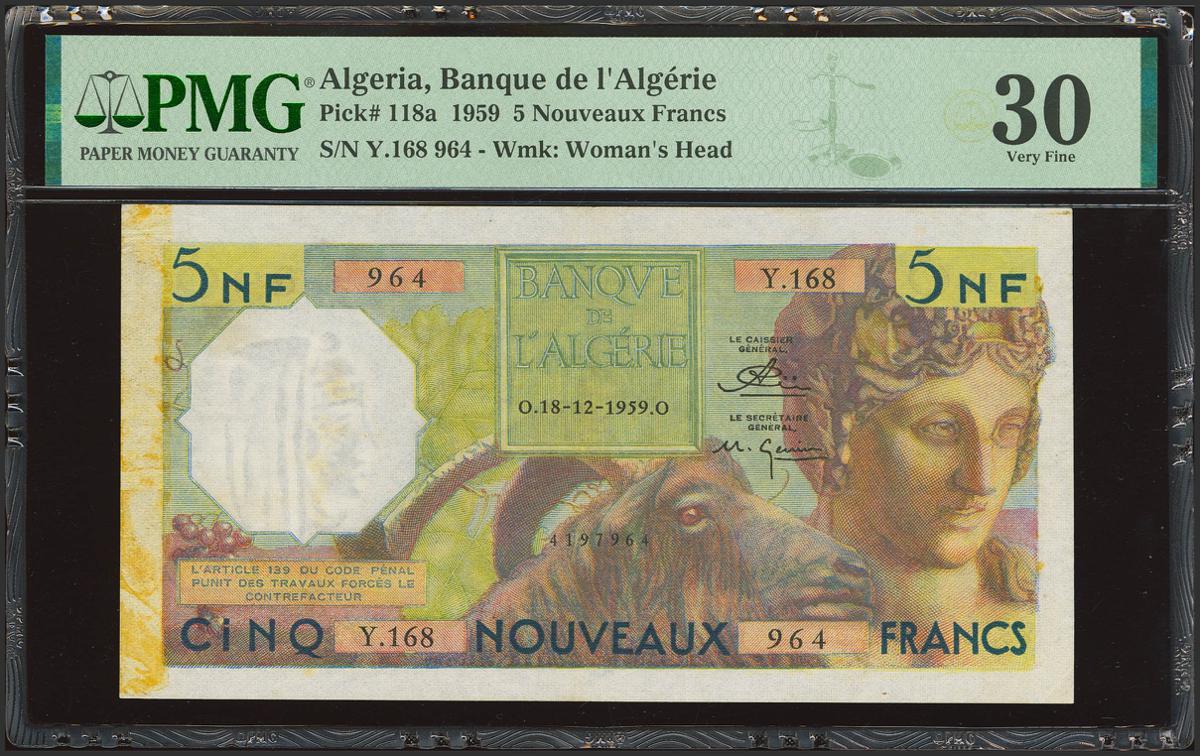 PMG®
PAPER MONEY GUARANTY
Algeria, Banque de l'Algérie
Pick# 118a 1959 5 Nouveaux Francs
S/N Y.168 964 - Wmk: Woman's Head
30
Very Fine
5 NF
964
BANQVE
DE
L'ALGÉRIE
O.18-12-1959.O
Y.168
5 NF
LE CAISSIER
GÉNÉRAL,
LE SECRÉTAIRE
GÉNÉRAL,
4197964
L'ARTICLE 139 DU CODE PÉNAL
PUNIT DES TRAVAUX FORCÉS LE
CONTREFACTEUR
CiNQ Y.168 NOUVEAUX 964 FRANCS